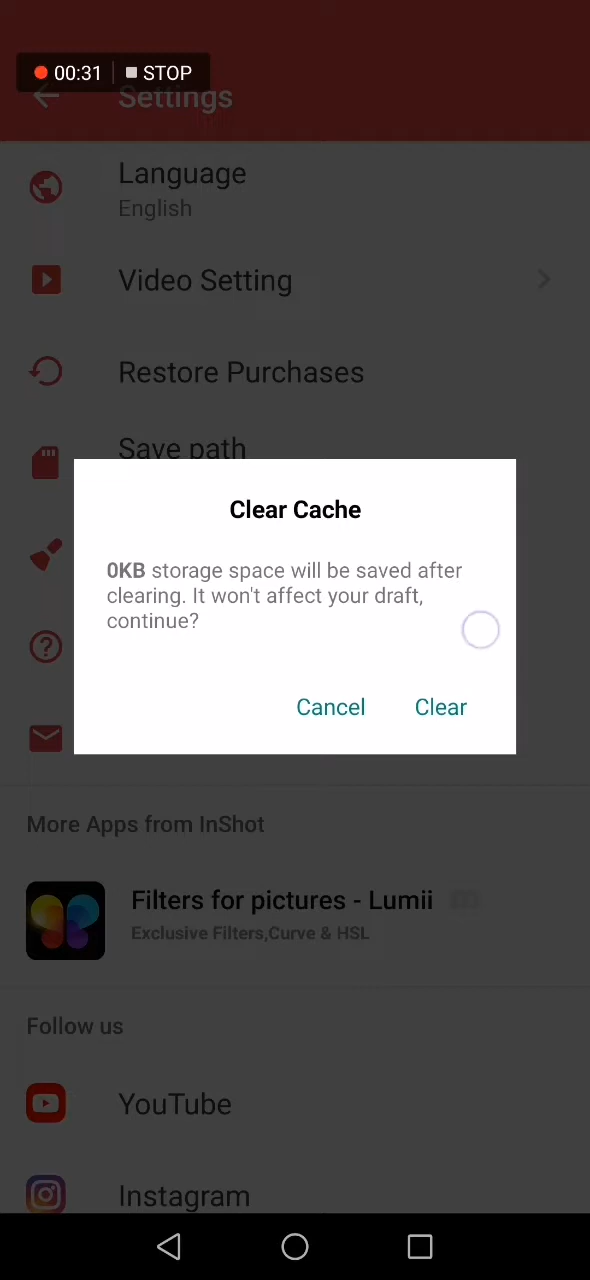 00:31 STOP
Settings
Language
English
Video Setting
Restore Purchases
Save path
Clear Cache
0KB storage space will be saved after
clearing. It won't affect your draft,
continue?
Cancel Clear
More Apps from InShot
Filters for pictures - Lumii
Exclusive Filters,Curve & HSL
Follow us
YouTube
Instagram